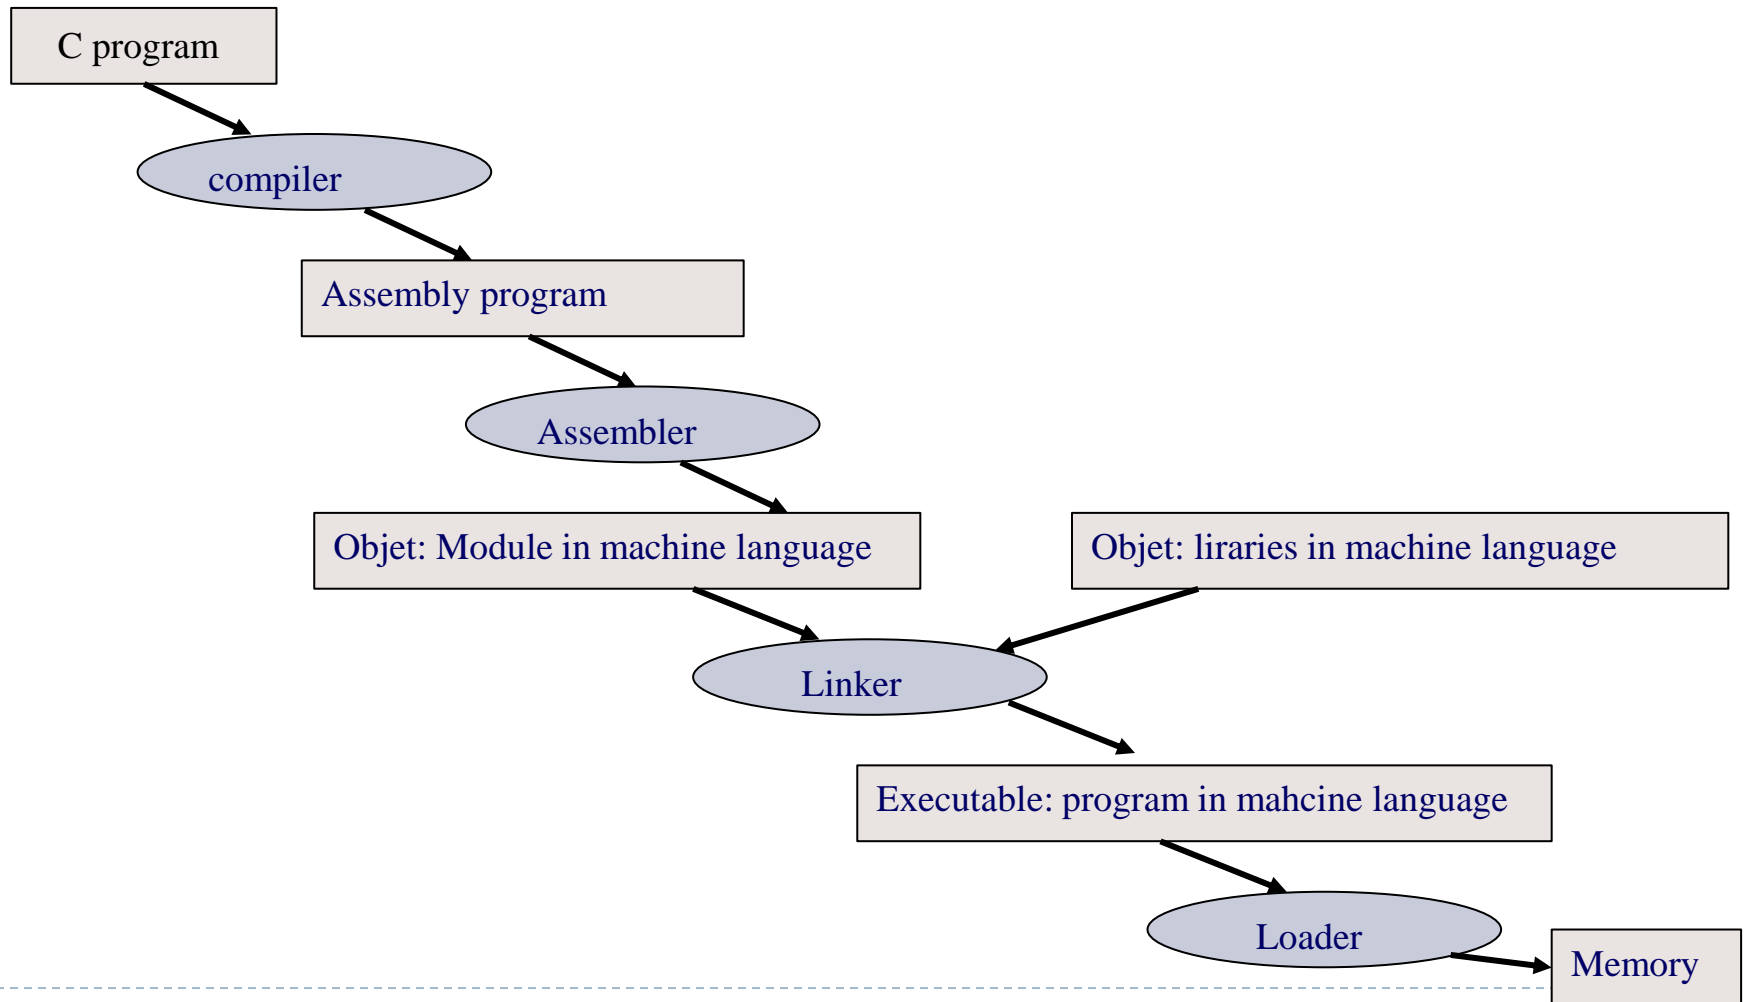 C program
compiler
Assembly program
Assembler
Objet: Module in machine language
Objet: liraries in machine language
Linker
Executable: program in mahcine language
Loader
Memory